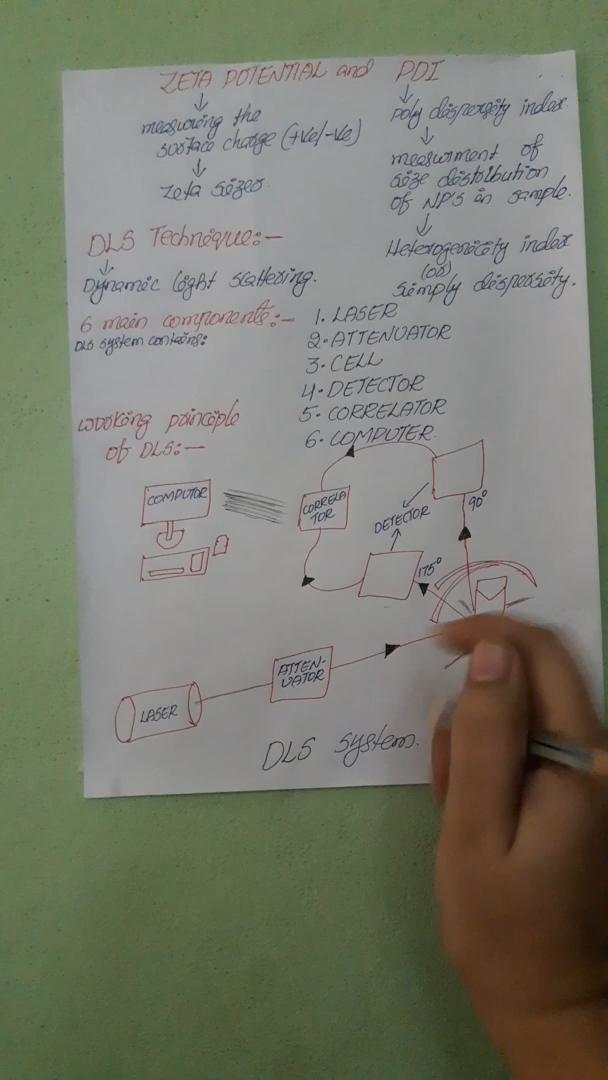 ZETA POTENTIAL and PDI
↓
measuring the
surface charge (+ve/-ve)
↓
Zeta sizer
↓
Poly dispersity index.
↓
measurment of
size distribution
of NP'S in sample.
↓
Heterogenicity index
(or)
simply dispersity.
DLS Technique:-
↓
Dynamic light scattering.
6 main components:-
DLS system contains:
1. LASER
2. ATTENUATOR
3. CELL
4. DETECTOR
5. CORRELATOR
6. COMPUTER.
working principle
of DLS:-
COMPUTOR
CORRELA
TOR
DETECTOR
90°
175°
ATTEN-
UATOR
LASER
DLS system.